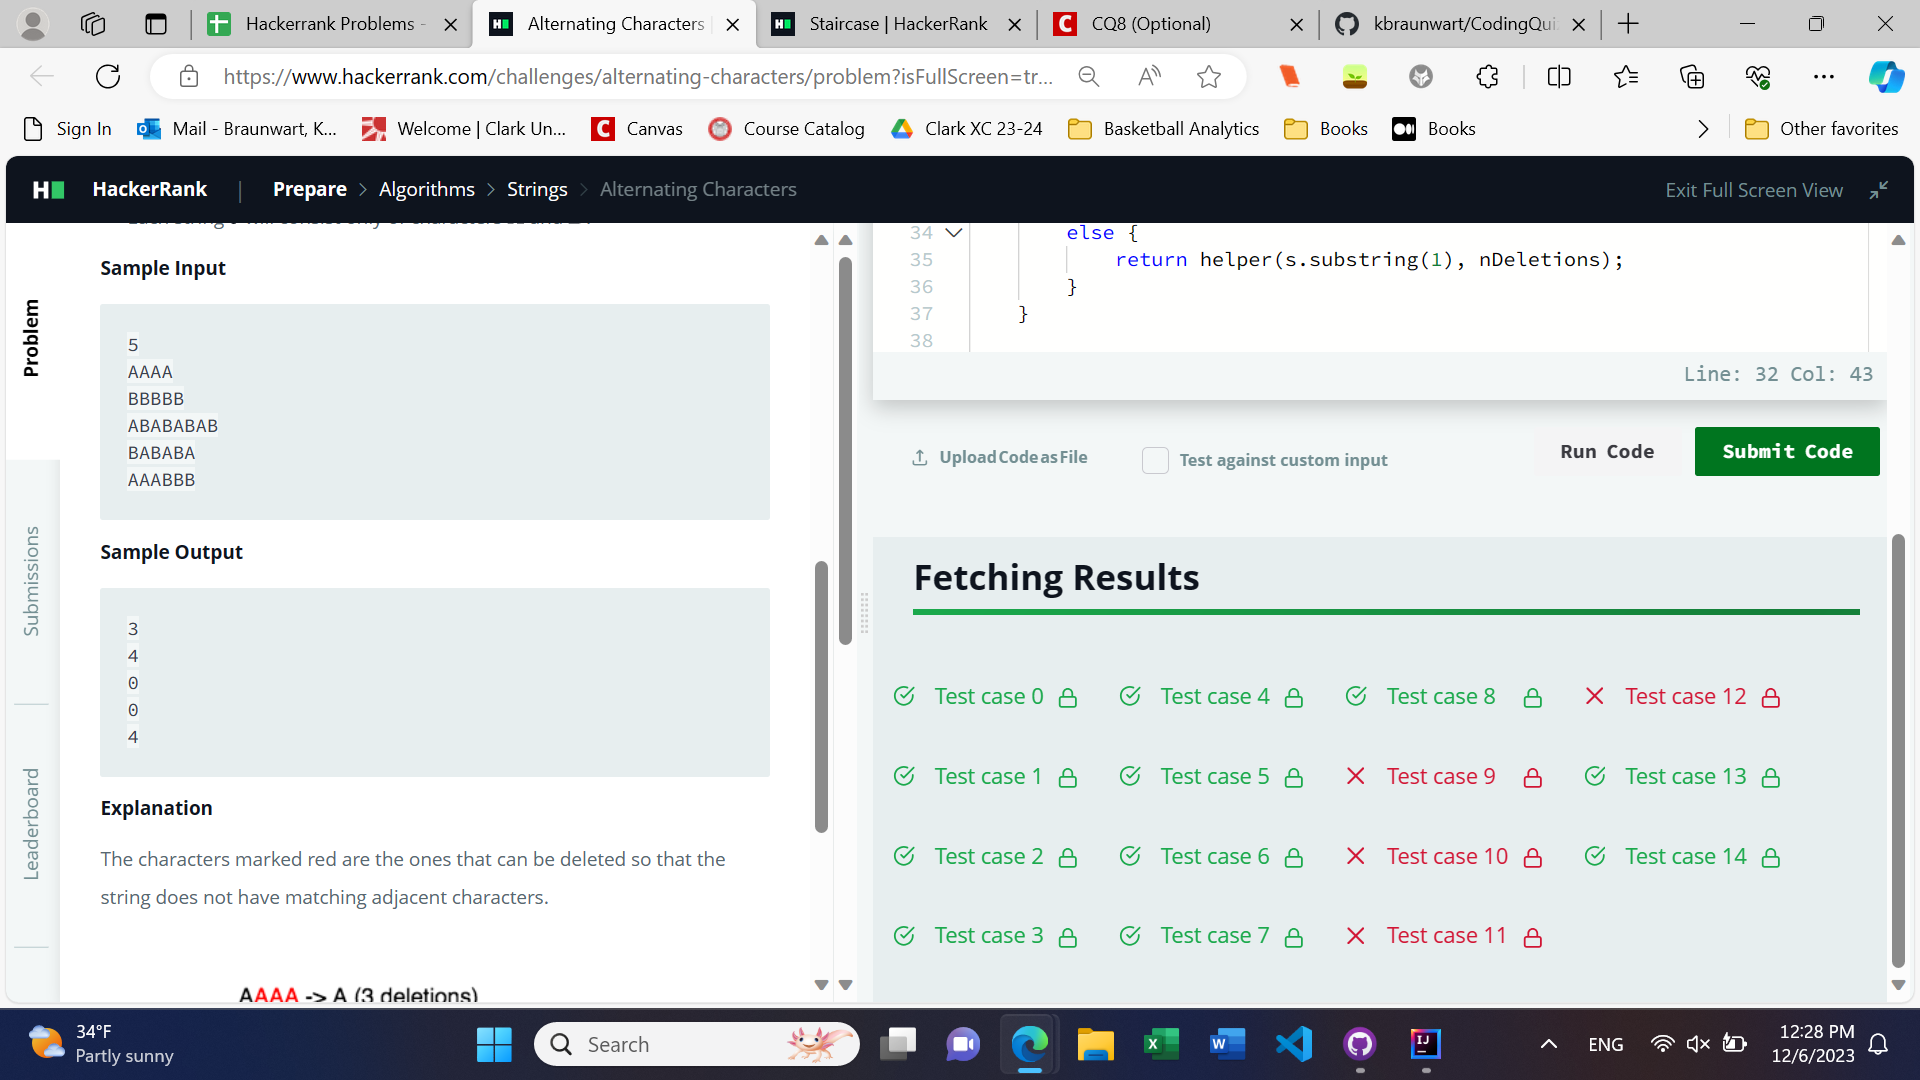 Hackerrank Problems -
Alternating Characters
Staircase | HackerRank
CQ8 (Optional)
kbraunwart/CodingQui
https://www.hackerrank.com/challenges/alternating-characters/problem?isFullScreen=tr...
Sign In
Mail - Braunwart, K...
Welcome | Clark Un...
Canvas
Course Catalog
Clark XC 23-24
Basketball Analytics
Books
Books
Other favorites
HackerRank | Prepare > Algorithms > Strings > Alternating Characters
Exit Full Screen View
Problem
Submissions
Leaderboard
Sample Input
5
AAAA
BBBBB
ABABABAB
BABABA
AAABBB
Sample Output
3
4
0
0
4
Explanation
The characters marked red are the ones that can be deleted so that the
string does not have matching adjacent characters.
AAAA -> A (3 deletions)
34 else {
35 return helper(s.substring(1), nDeletions);
36 }
37 }
38
Line: 32 Col: 43
Upload Code as File
Test against custom input
Run Code
Submit Code
Fetching Results
Test case 0
Test case 4
Test case 8
Test case 12
Test case 1
Test case 5
Test case 9
Test case 13
Test case 2
Test case 6
Test case 10
Test case 14
Test case 3
Test case 7
Test case 11
34°F
Partly sunny
Search
ENG
12:28 PM
12/6/2023